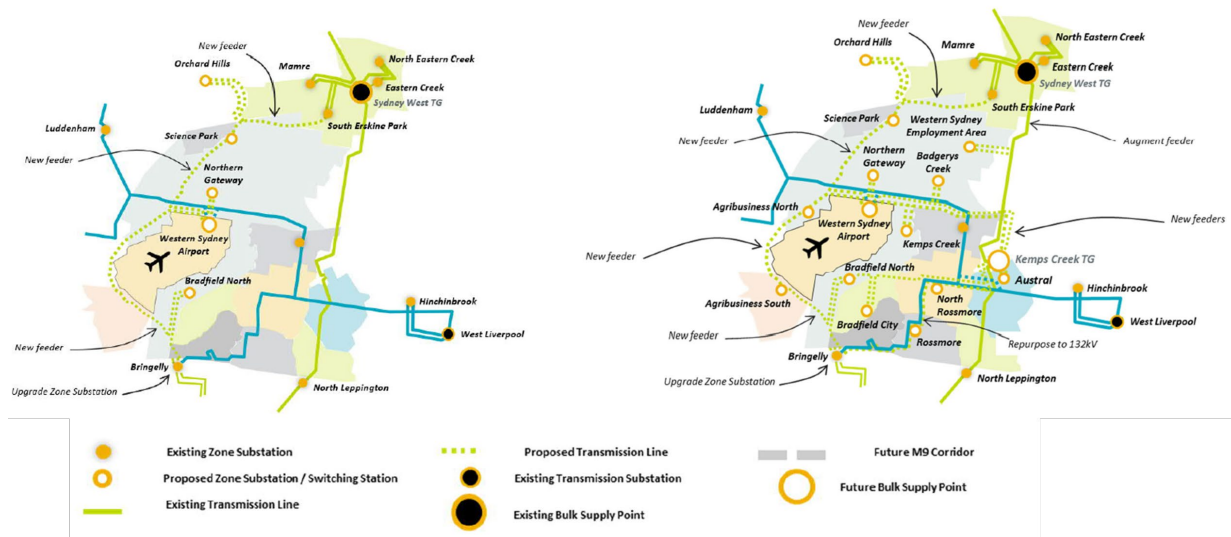 New feeder
Orchard Hills
Mamre
North Eastern Creek
Eastern Creek
Sydney West TG
South Erskine Park
Luddenham
Science Park
New feeder
Northern
Gateway
Western Sydney
Airport
Bradfield North
Hinchinbrook
West Liverpool
New feeder
Bringelly
Upgrade Zone Substation
North Leppington
New feeder
Orchard Hills
Mamre
North Eastern Creek
Eastern Creek
Sydney West TG
South Erskine Park
Luddenham
Science Park
Western Sydney
Employment Area
New feeder
Augment feeder
Northern
Gateway
Badgerys
Creek
Agribusiness North
New feeders
Western Sydney
Airport
Kemps Creek
New feeder
Kemps Creek TG
Bradfield North
Austral
Hinchinbrook
Agribusiness South
North
Rossmore
West Liverpool
New feeder
Bradfield City
Rossmore
Repurpose to 132kV
Bringelly
Upgrade Zone Substation
North Leppington
Existing Zone Substation
Proposed Transmission Line
Future M9 Corridor
Proposed Zone Substation / Switching Station
Existing Transmission Substation
Future Bulk Supply Point
Existing Transmission Line
Existing Bulk Supply Point